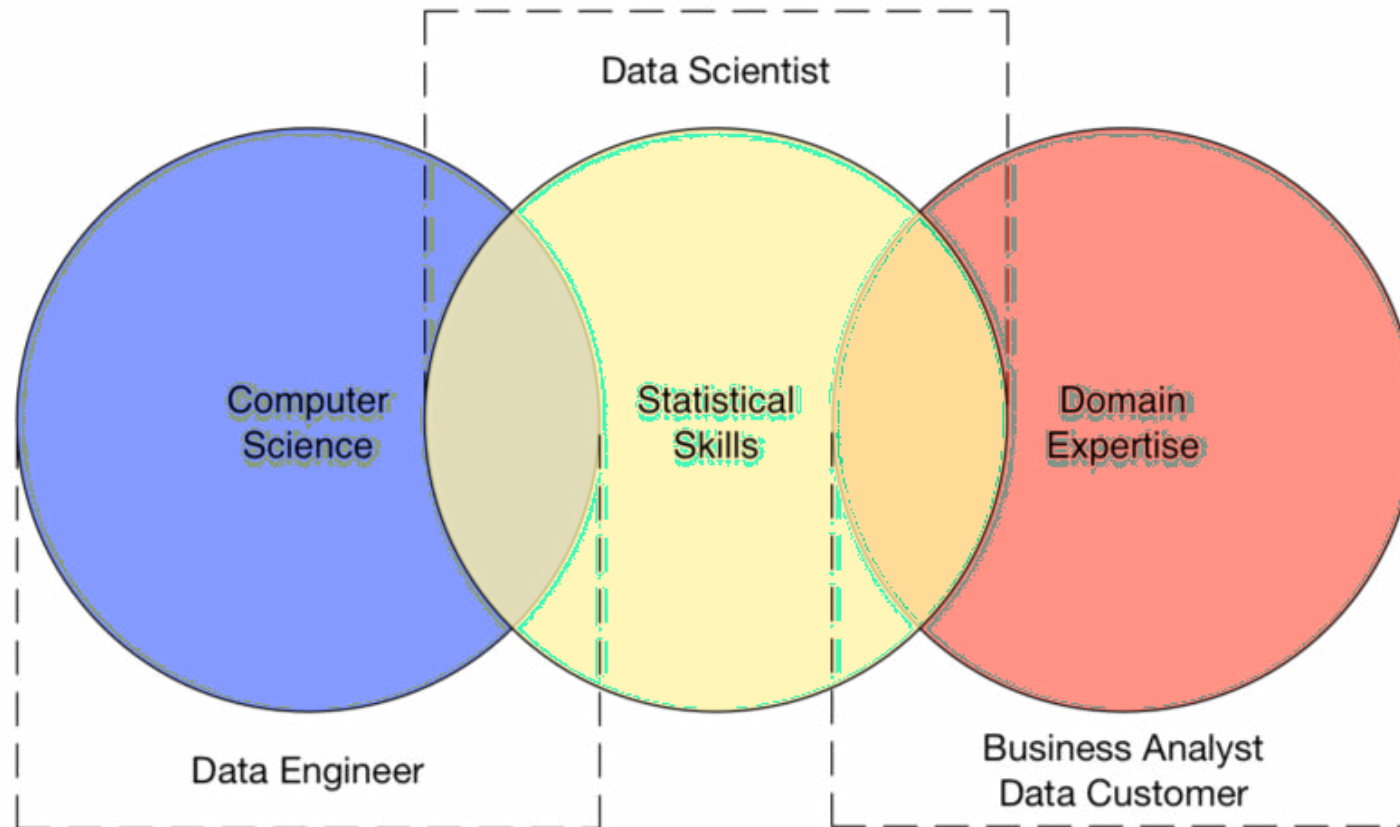 Data Scientist
Computer
Science
Statistical
Skills
Domain
Expertise
Data Engineer
Business Analyst
Data Customer